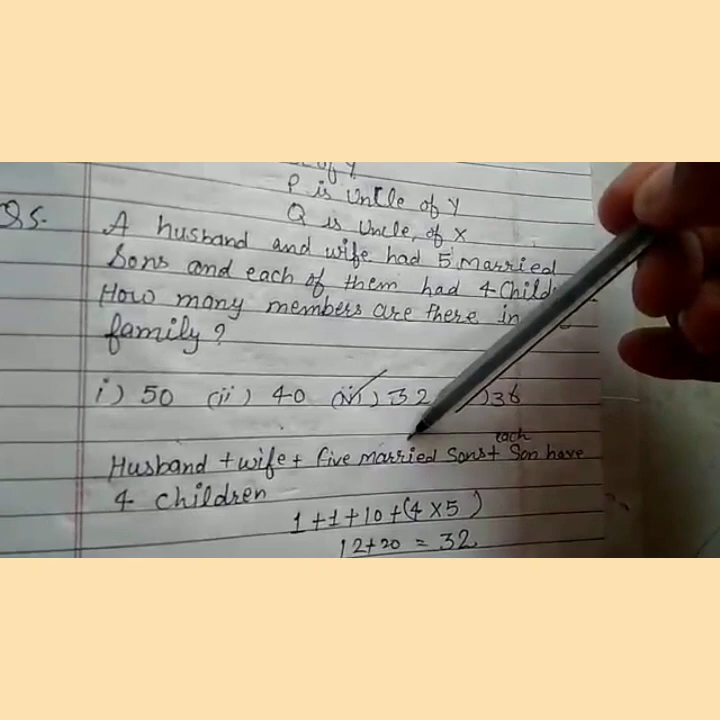 of Y.
P is Uncle of Y
Q is Uncle, of X
Q5. A husband and wife had 5 Married
Sons and each of them had 4
How many members are there in
family?
i) 50 (ii) 40 (iii) 32 ) 36
each
Husband + wife + five married Sons + Son have
4 children
1 + 1 + 10 + (4 x 5)
12 + 20 = 32